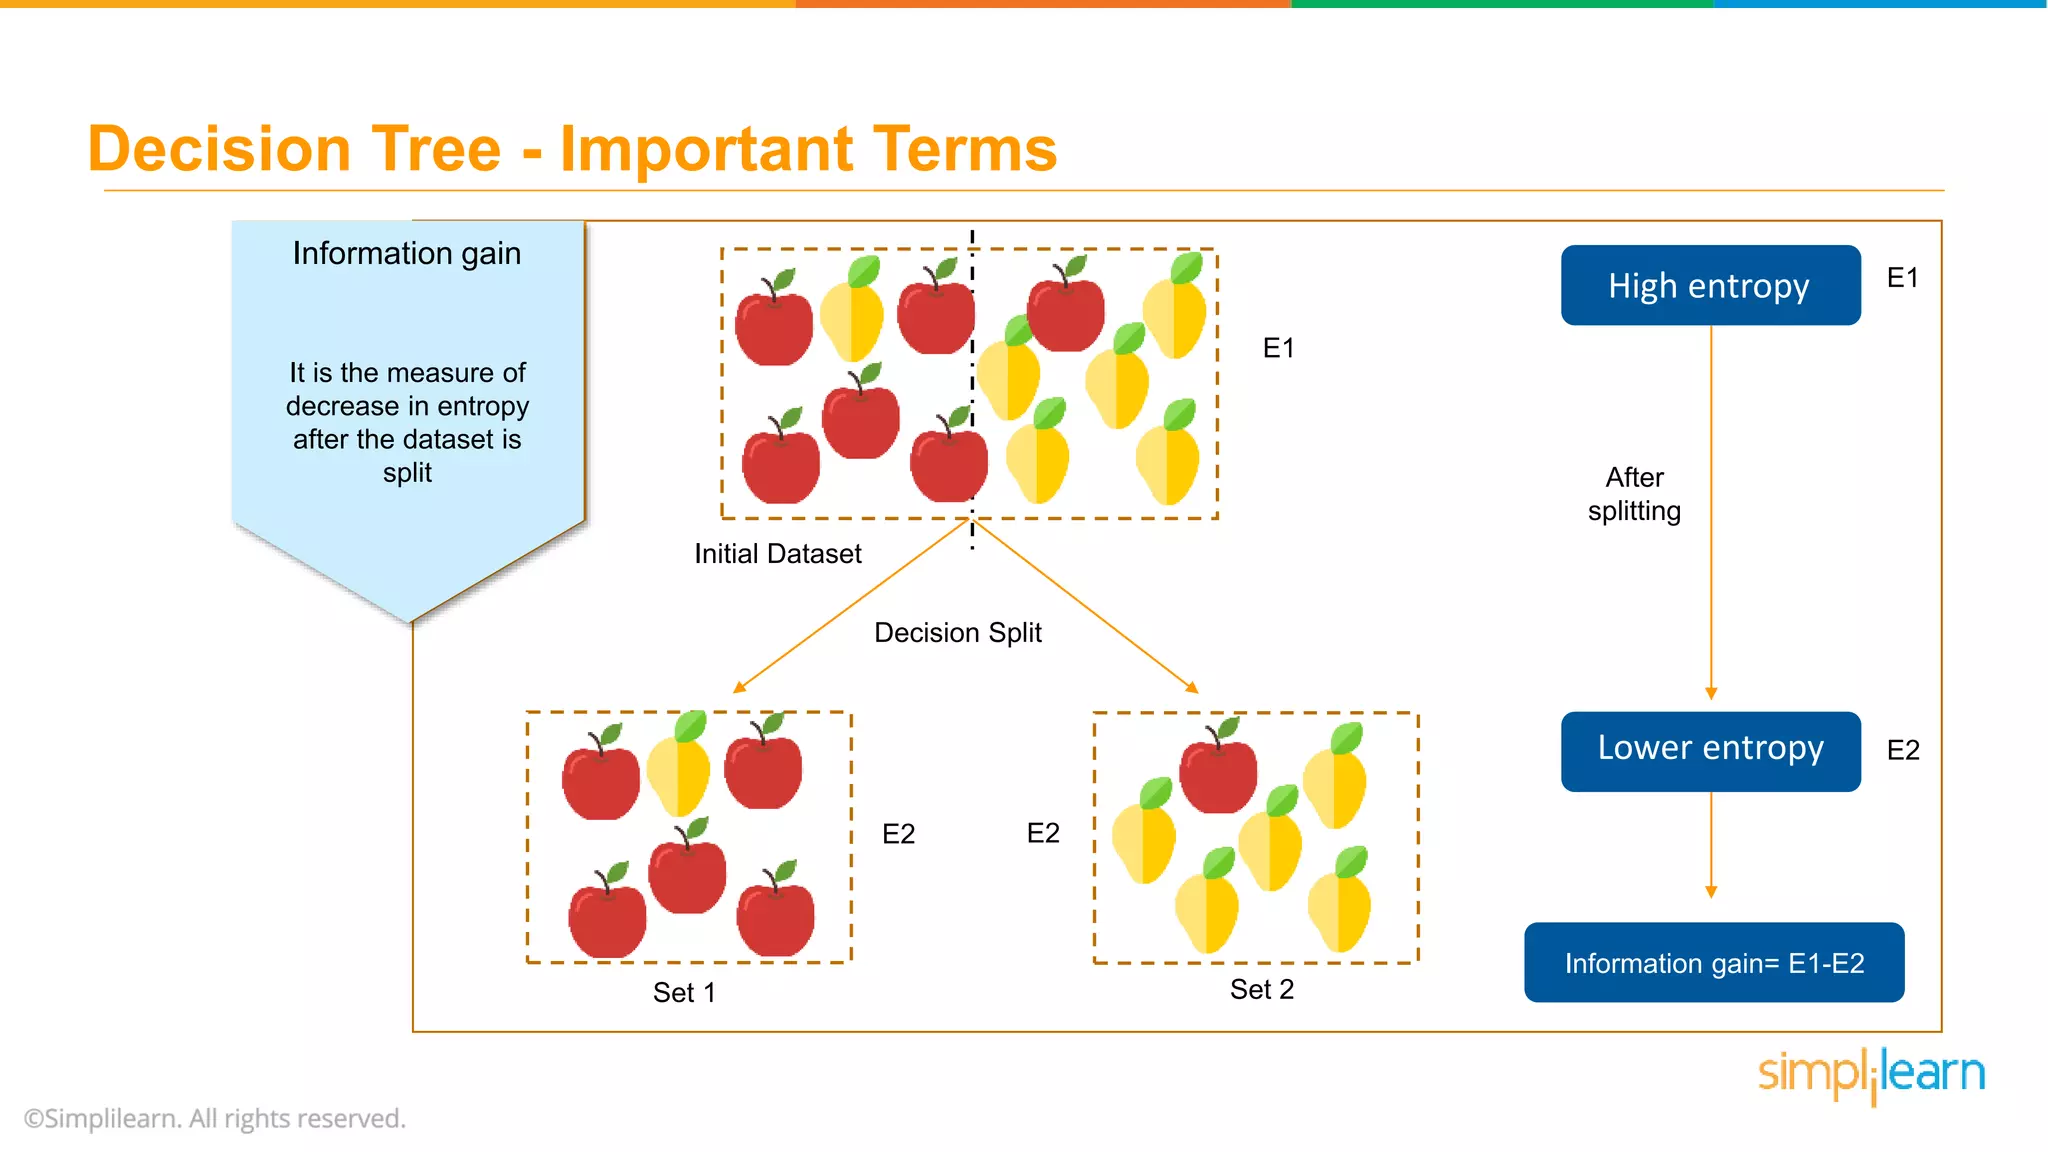 Decision Tree - Important Terms
Information gain
It is the measure of
decrease in entropy
after the dataset is
split
E1
Initial Dataset
Decision Split
E2
E2
Set 1
Set 2
High entropy
E1
After
splitting
Lower entropy
E2
Information gain= E1-E2
simplilearn
©Simplilearn. All rights reserved.